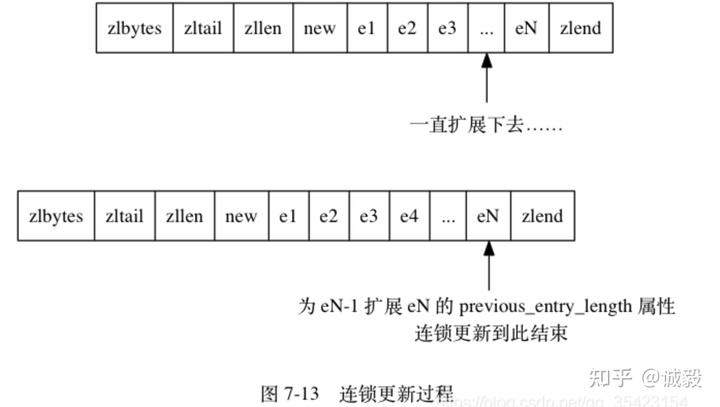 zlbytes zltail zllen new e1 e2 e3 ... eN zlend
一直扩展下去……
zlbytes zltail zllen new e1 e2 e3 e4 ... eN zlend
为 eN-1 扩展 eN 的 previous_entry_length 属性
连锁更新到此结束
图 7-13 连锁更新过程
知乎 @诚毅
https://blog.csdn.net/qq_35423154